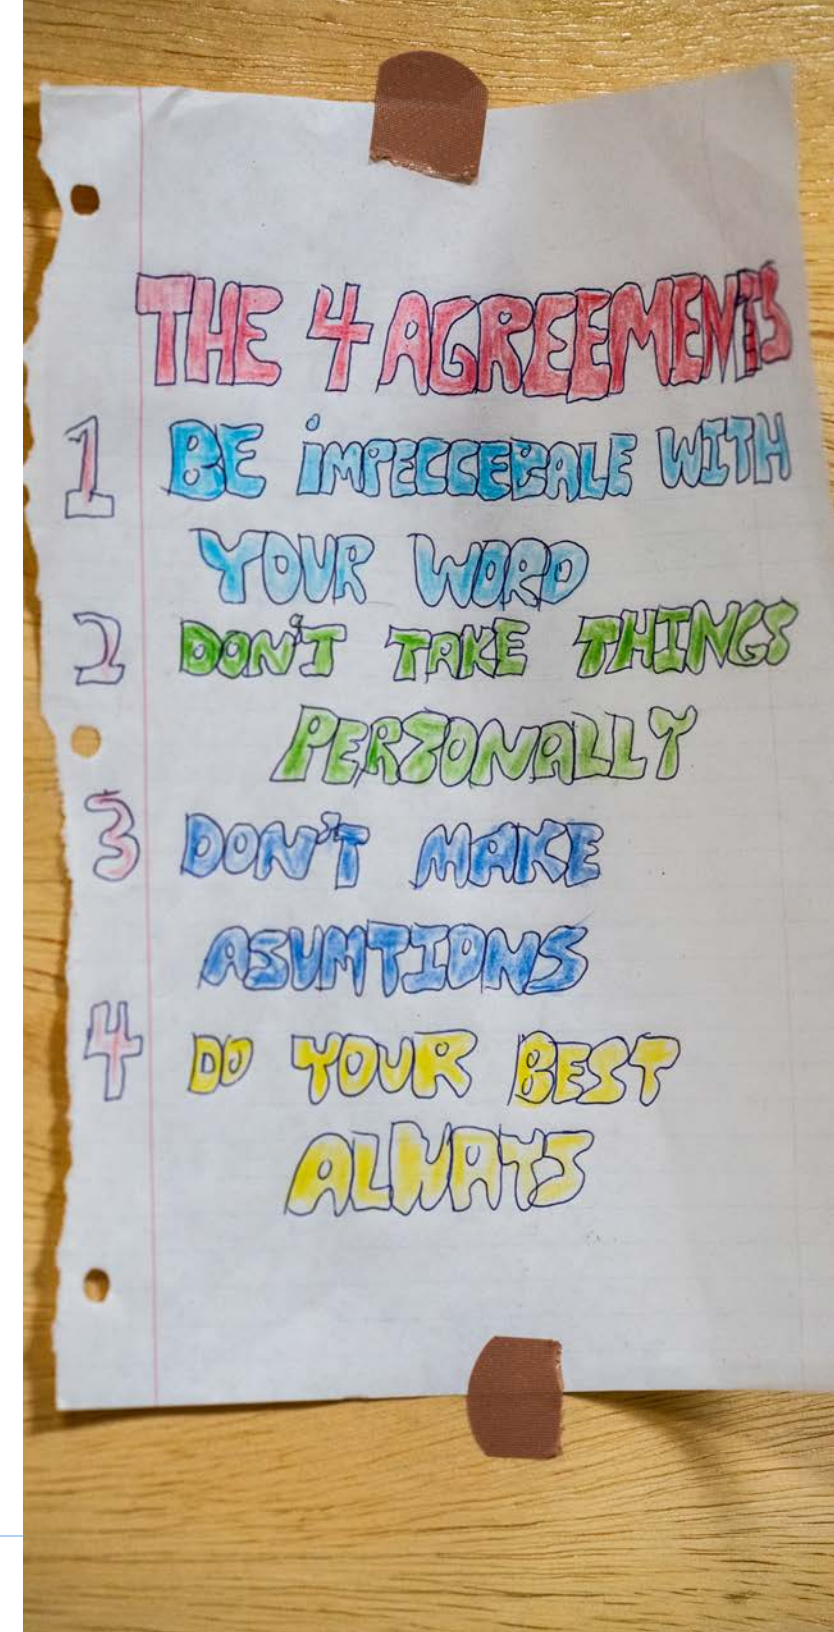 THE 4 AGREEMENTS
1 BE iMPECCEBALE WITH
YOUR WORD
2 DON'T TAKE THINGS
PERSONALLY
3 DON'T MAKE
ASUMTIONS
4 DO YOUR BEST
ALWAYS